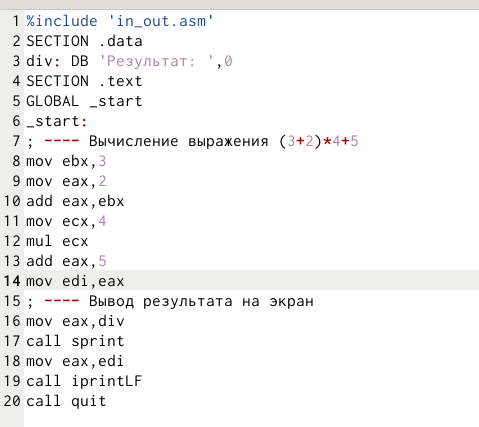 1 %include 'in_out.asm'
2 SECTION .data
3 div: DB 'Результат: ',0
4 SECTION .text
5 GLOBAL _start
6 _start:
7 ; ---- Вычисление выражения (3+2)*4+5
8 mov ebx,3
9 mov eax,2
10 add eax,ebx
11 mov ecx,4
12 mul ecx
13 add eax,5
14 mov edi,eax
15 ; ---- Вывод результата на экран
16 mov eax,div
17 call sprint
18 mov eax,edi
19 call iprintLF
20 call quit